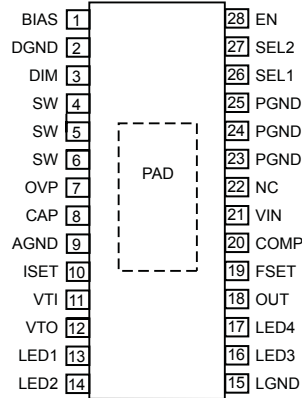 BIAS 1 28 EN
DGND 2 27 SEL2
DIM 3 26 SEL1
SW 4 25 PGND
SW 5 24 PGND
SW 6 23 PGND
PAD
OVP 7 22 NC
CAP 8 21 VIN
AGND 9 20 COMP
ISET 10 19 FSET
VTI 11 18 OUT
VTO 12 17 LED4
LED1 13 16 LED3
LED2 14 15 LGND